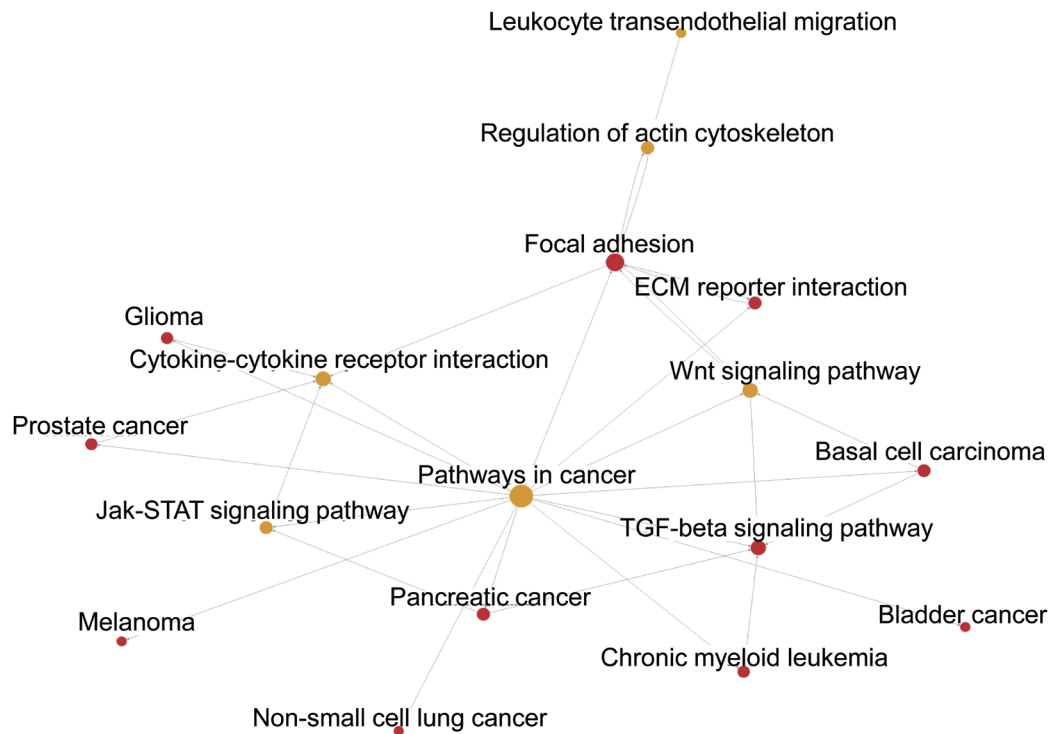 Leukocyte transendothelial migration
Regulation of actin cytoskeleton
Focal adhesion
ECM reporter interaction
Glioma
Cytokine-cytokine receptor interaction
Wnt signaling pathway
Prostate cancer
Basal cell carcinoma
Pathways in cancer
Jak-STAT signaling pathway
TGF-beta signaling pathway
Pancreatic cancer
Bladder cancer
Melanoma
Chronic myeloid leukemia
Non-small cell lung cancer